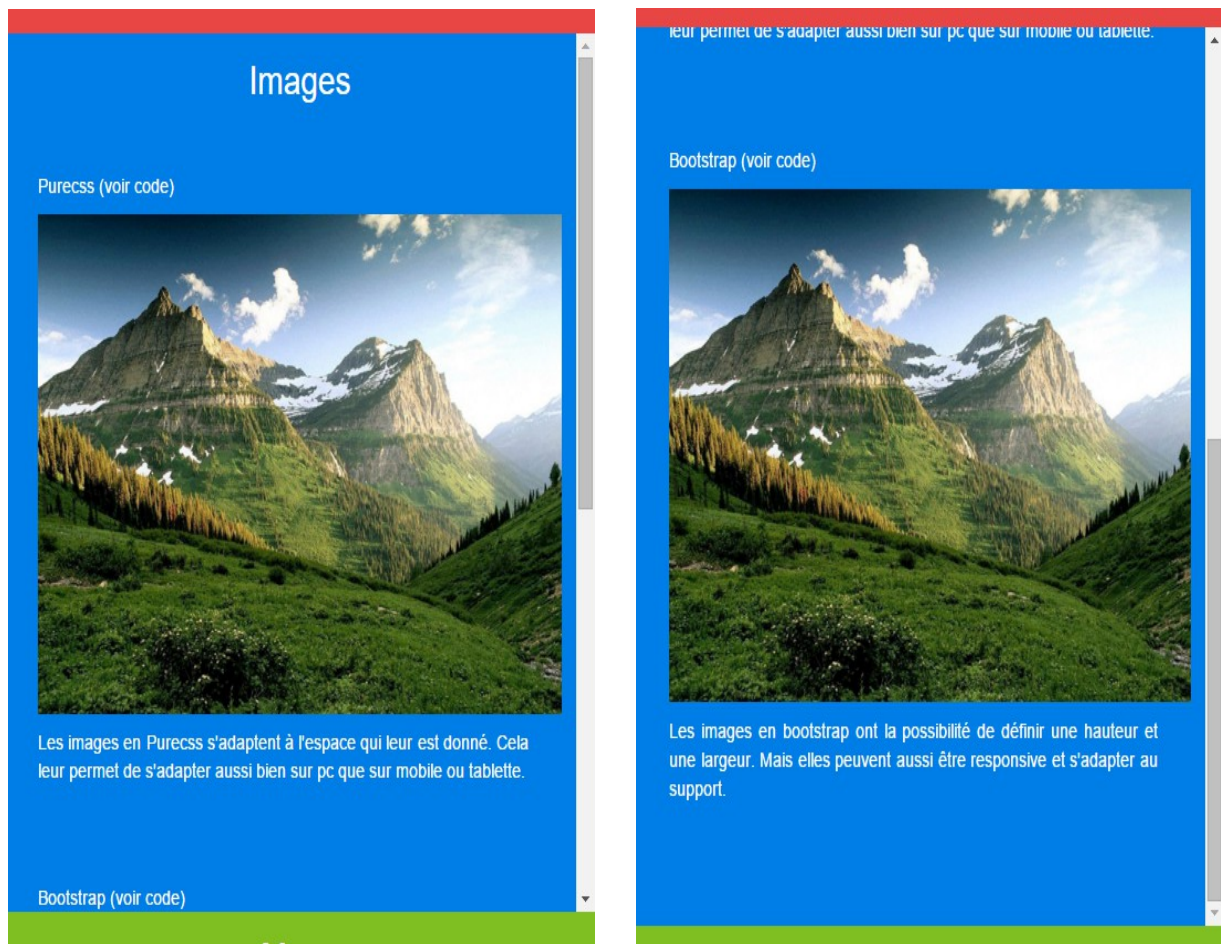 Images
Purecss (voir code)
Les images en Purecss s'adaptent à l'espace qui leur est donné. Cela
leur permet de s'adapter aussi bien sur pc que sur mobile ou tablette.
Bootstrap (voir code)
leur permet de s'adapter aussi bien sur pc que sur mobile ou tablette.
Bootstrap (voir code)
Les images en bootstrap ont la possibilité de définir une hauteur et
une largeur. Mais elles peuvent aussi être responsive et s'adapter au
support.